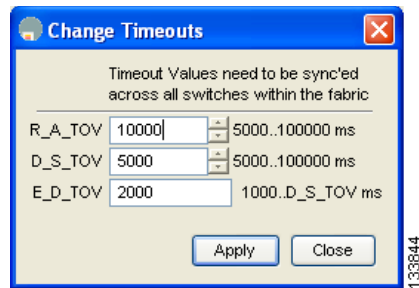 Change Timeouts
Timeout Values need to be sync'ed
across all switches within the fabric
R_A_TOV 10000 5000..100000 ms
D_S_TOV 5000 5000..100000 ms
E_D_TOV 2000 1000..D_S_TOV ms
Apply Close
133844